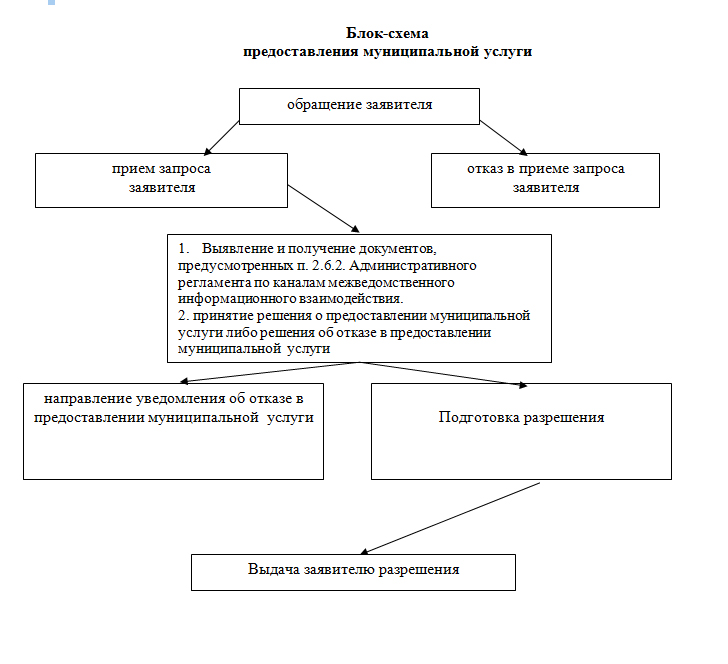 Блок-схема
предоставления муниципальной услуги
обращение заявителя
прием запроса
заявителя
отказ в приеме запроса
заявителя
1. Выявление и получение документов,
предусмотренных п. 2.6.2. Административного
регламента по каналам межведомственного
информационного взаимодействия.
2. принятие решения о предоставлении муниципальной
услуги либо решения об отказе в предоставлении
муниципальной услуги
направление уведомления об отказе в
предоставлении муниципальной услуги
Подготовка разрешения
Выдача заявителю разрешения